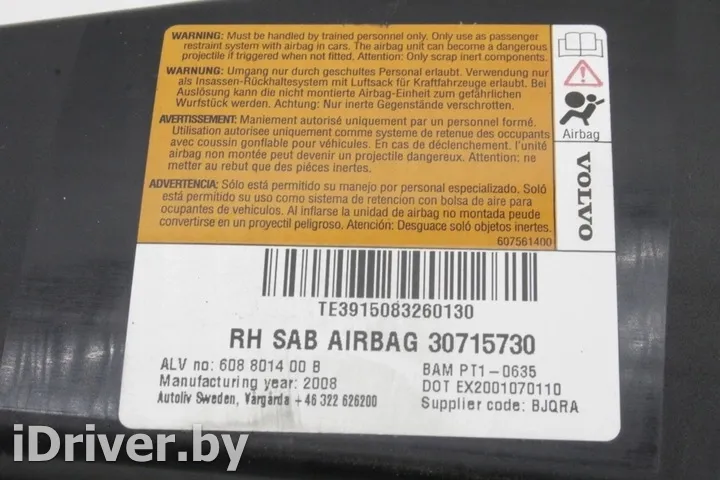 WARNING: Must be handled by trained personnel only. Only use as passenger
restraint system with airbag in cars. The airbag unit can become a dangerous
projectile if triggered when not fitted. Attention: Only scrap inert components.
WARNUNG: Umgang nur durch geschultes Personal erlaubt. Verwendung nur
als Insassen-Rückhaltesystem mit Luftsack für Kraftfahrzeuge erlaubt. Bei
Auslösung kann die nicht montierte Airbag-Einheit zum gefährlichen
Wurfstück werden. Achtung: Nur inerte Gegenstände verschrotten.
AVERTISSEMENT: Maniement autorisé uniquement par un personnel formé.
Utilisation autorisee uniquement comme systeme de retenue des occupants
avec coussin gonflable pour véhicules. En cas de déclenchement. l'unité
airbag non montée peut devenir un projectile dangereux. Attention: ne
metter au rebut que des pièces inertes.
ADVERTENCIA: Sólo está permitido su manejo por personal especializado. Soló
está permitido su uso como sistema de retencion con bolsa de aire para
ocupantes de vehículos. Al inflarse la unidad de airbag no montada peude
convertirse en un proyectil peligroso, Atención: Desguace soló objetos inertes.
607561400
Airbag
VOLVO
TE3915083260130
RH SAB AIRBAG 30715730
ALV no: 608 8014 00 B
BAM PT1-0635
Manufacturing year: 2008
DOT EX2001070110
Autoliv Sweden, Vårgårda +46 322 626200
Supplier code: BJQRA
iDriver.by